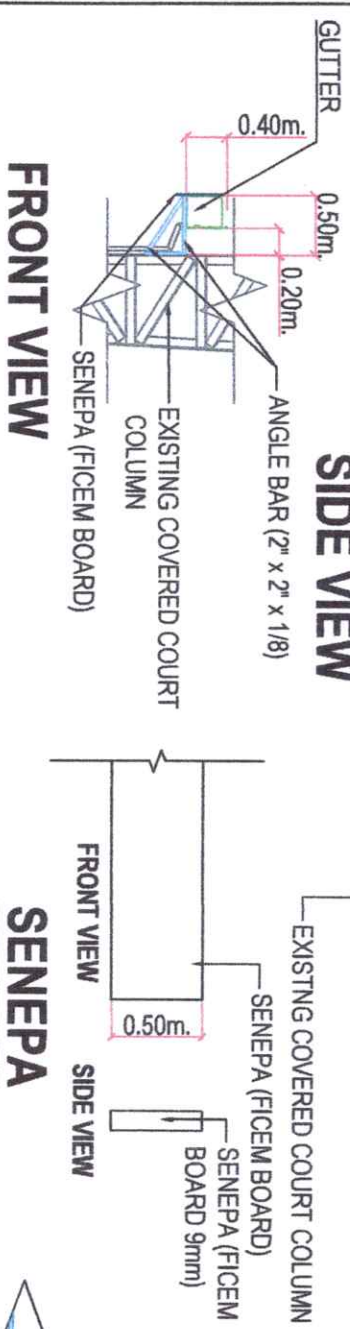 SIDE VIEW
GUTTER
0.40m.
0.50m.
0.20m.
ANGLE BAR (2" x 2" x 1/8)
EXISTING COVERED COURT
COLUMN
SENEPA (FICEM BOARD)
FRONT VIEW
EXISTNG COVERED COURT COLUMN
SENEPA (FICEM BOARD)
0.50m.
SENEPA (FICEM
BOARD 9mm)
FRONT VIEW
SIDE VIEW
SENEPA